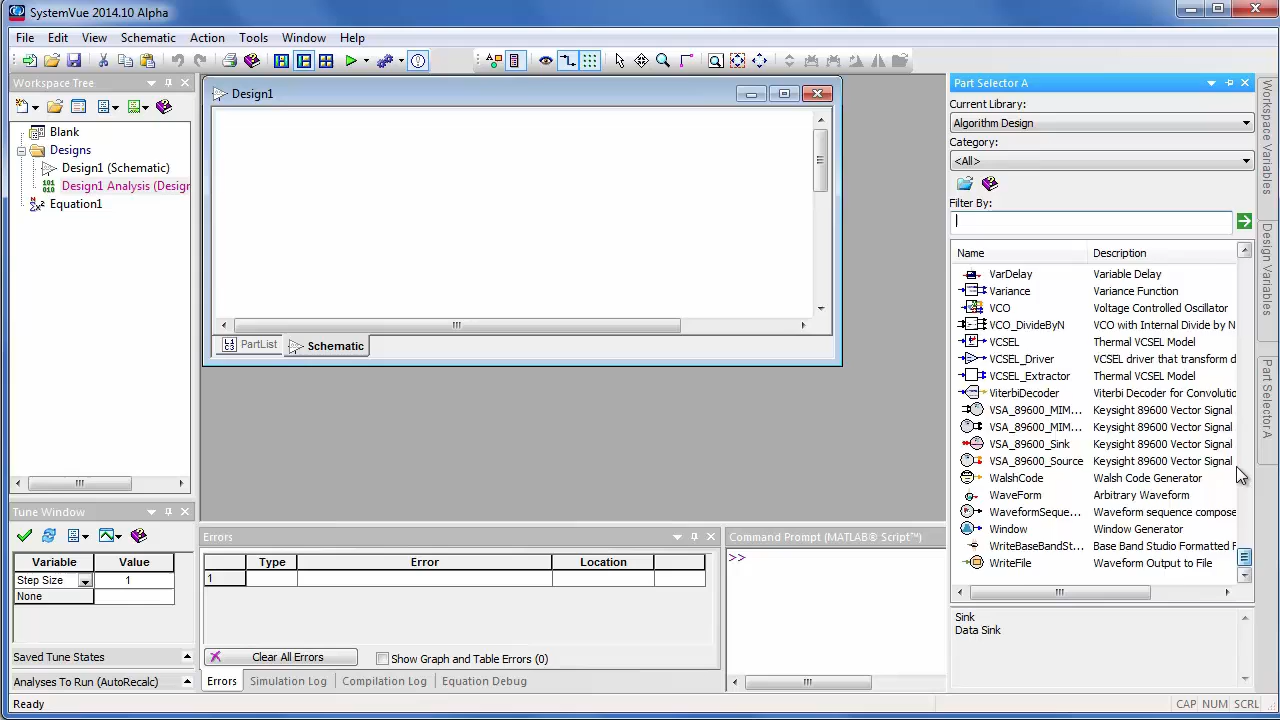 SystemVue 2014.10 Alpha
File Edit View Schematic Action Tools Window Help
Workspace Tree
Blank
Designs
Design1 (Schematic)
Design1 Analysis (Design
Equation1
Design1
PartList Schematic
Part Selector A
Current Library:
Algorithm Design
Category:
<All>
Filter By:
Name Description
VarDelay Variable Delay
Variance Variance Function
VCO Voltage Controlled Oscillator
VCO_DivideByN VCO with Internal Divide by N
VCSEL Thermal VCSEL Model
VCSEL_Driver VCSEL driver that transform d
VCSEL_Extractor Thermal VCSEL Model
ViterbiDecoder Viterbi Decoder for Convolutio
VSA_89600_MIM... Keysight 89600 Vector Signal
VSA_89600_MIM... Keysight 89600 Vector Signal
VSA_89600_Sink Keysight 89600 Vector Signal
VSA_89600_Source Keysight 89600 Vector Signal
WalshCode Walsh Code Generator
WaveForm Arbitrary Waveform
WaveformSeque... Waveform sequence compose
Window Window Generator
WriteBaseBandSt... Base Band Studio Formatted F
WriteFile Waveform Output to File
Sink
Data Sink
Workspace Variables
Design Variables
Part Selector A
Tune Window
Variable Value
Step Size 1
None
Saved Tune States
Analyses To Run (AutoRecalc)
Errors
Type Error Location
1
Clear All Errors Show Graph and Table Errors (0)
Errors Simulation Log Compilation Log Equation Debug
Command Prompt (MATLAB® Script™)
>>
Ready CAP NUM SCRL